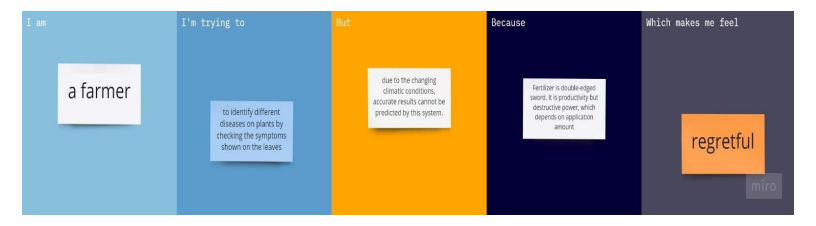 I am
a farmer
I'm trying to
to identify different
diseases on plants by
checking the symptoms
shown on the leaves
But
due to the changing
climatic conditions,
accurate results cannot be
predicted by this system.
Because
Fertilizer is double-edged
sword. It is productivity but
destructive power, which
depends on application
amount
Which makes me feel
regretful
miro